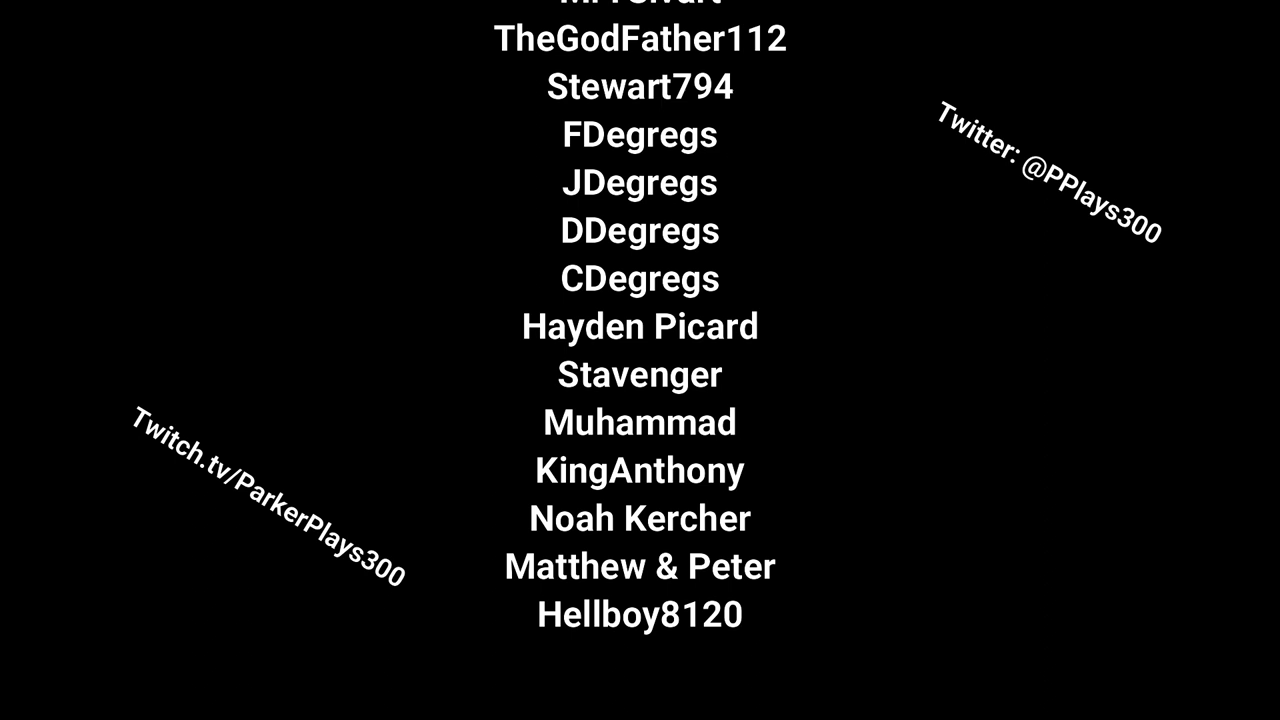 TheGodFather112
Stewart794
FDegregs
JDegregs
DDegregs
CDegregs
Hayden Picard
Stavenger
Muhammad
KingAnthony
Noah Kercher
Matthew & Peter
Hellboy8120
Twitter: @PPlays300
Twitch.tv/ParkerPlays300